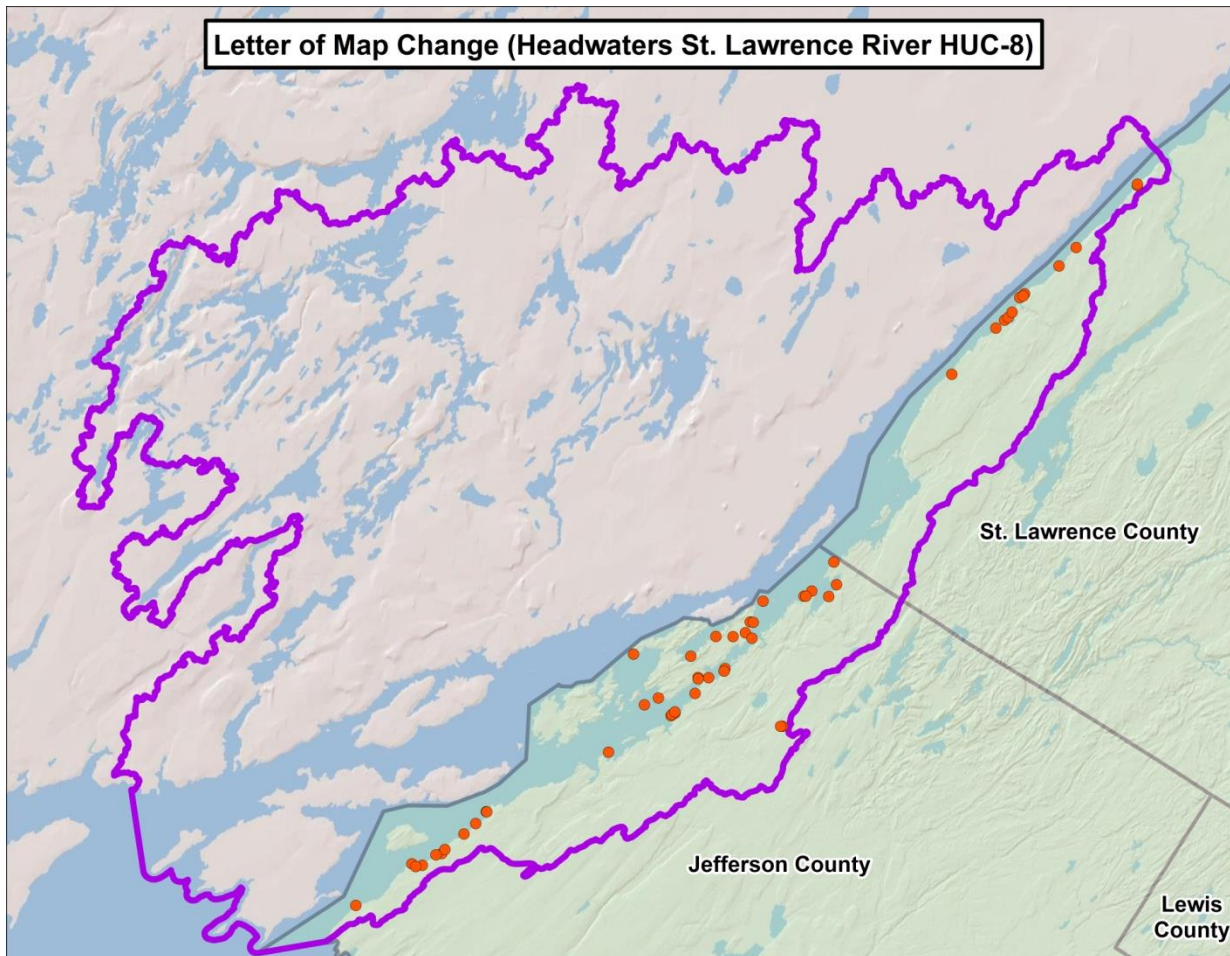 Letter of Map Change (Headwaters St. Lawrence River HUC-8)
St. Lawrence County
Jefferson County
Lewis
County